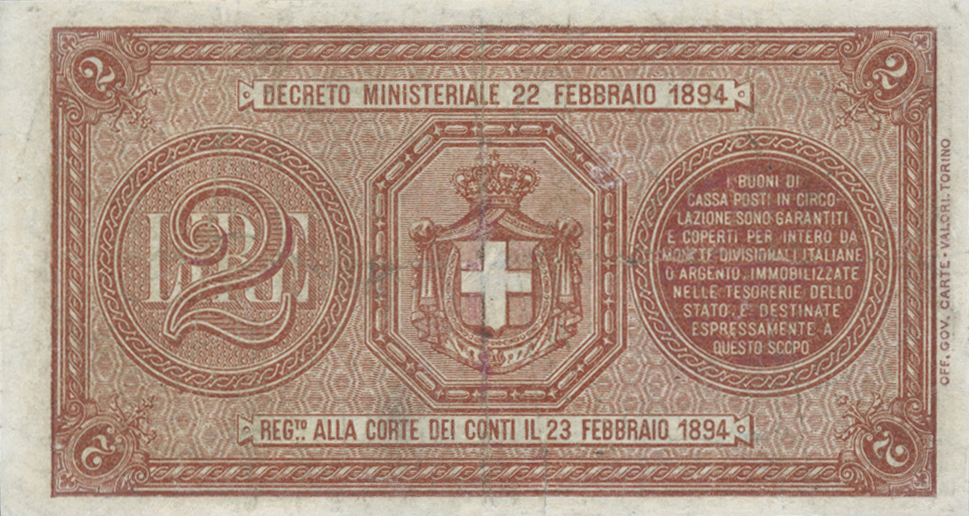 2
2
DECRETO MINISTERIALE 22 FEBBRAIO 1894
LIRE
2
I BUONI DI
CASSA POSTI IN CIRCO-
LAZIONE SONO GARANTITI
E COPERTI PER INTERO DA
MONETE DIVISIONALI ITALIANE
D'ARGENTO, IMMOBILIZZATE
NELLE TESORERIE DELLO
STATO, E DESTINATE
ESPRESSAMENTE A
QUESTO SCOPO
OFF. GOV. CARTE-VALORI. TORINO
REG.TO ALLA CORTE DEI CONTI IL 23 FEBBRAIO 1894
2
2